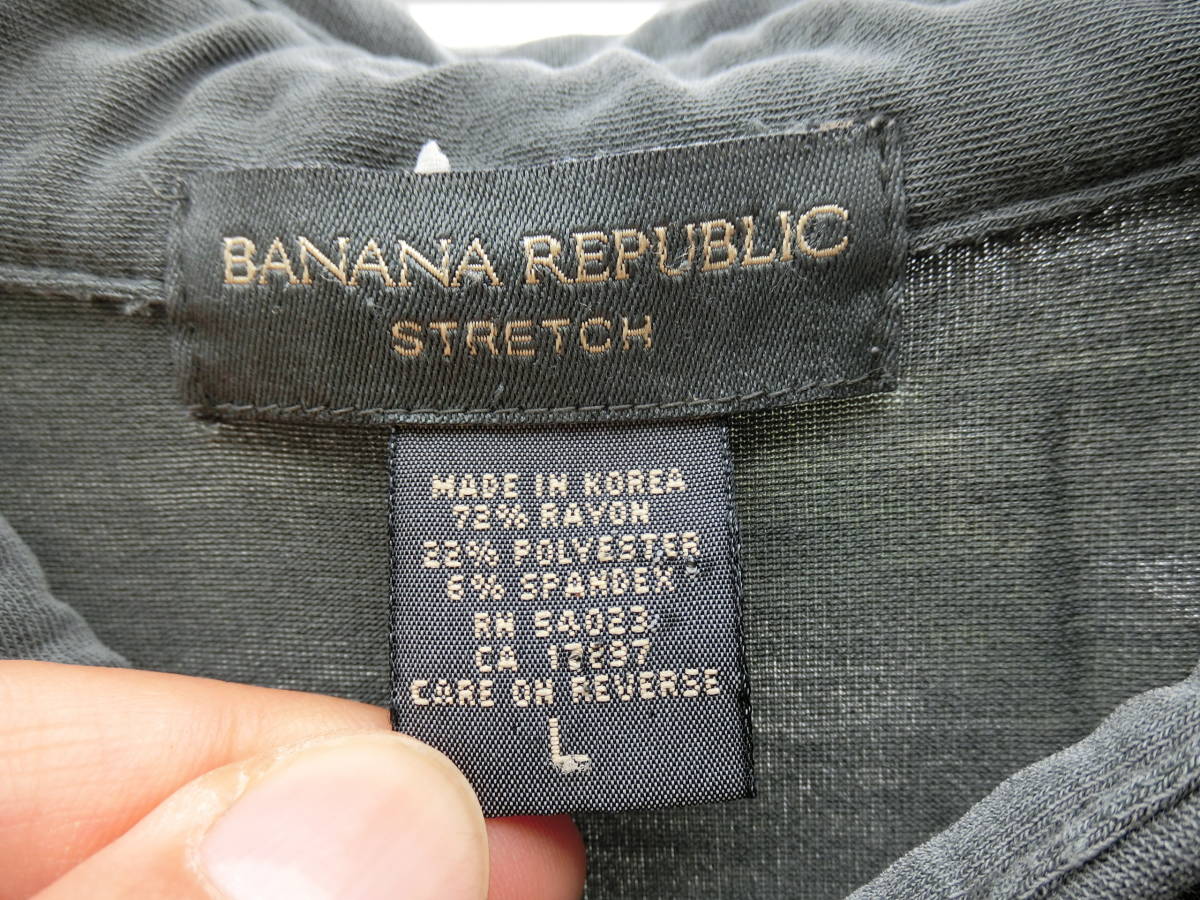 BANANA REPUBLIC
STRETCH
MADE IN KOREA
72% RAYON
22% POLYESTER
6% SPANDEX
RN 54023
CA 17897
CARE ON REVERSE
L